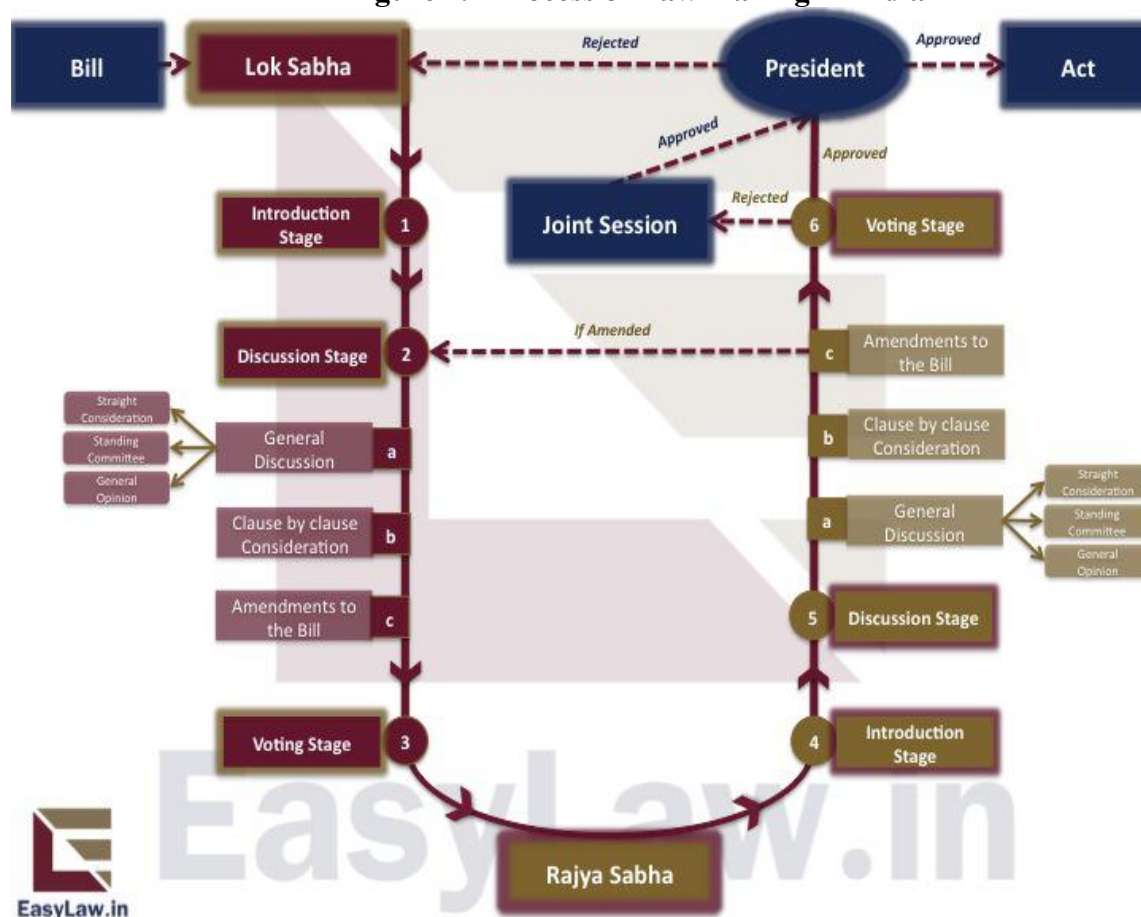 Rejected
Approved
Bill
Lok Sabha
President
Act
Approved
Approved
Introduction
Stage
1
Joint Session
Rejected
6
Voting Stage
Discussion Stage
2
If Amended
c
Amendments to
the Bill
Straight
Consideration
Standing
Committee
General
Opinion
General
Discussion
a
b
Clause by clause
Consideration
Clause by clause
Consideration
b
a
General
Discussion
Straight
Consideration
Standing
Committee
General
Opinion
Amendments to
the Bill
c
5
Discussion Stage
Voting Stage
3
4
Introduction
Stage
EasyLaw.in
Rajya Sabha
EasyLaw.in